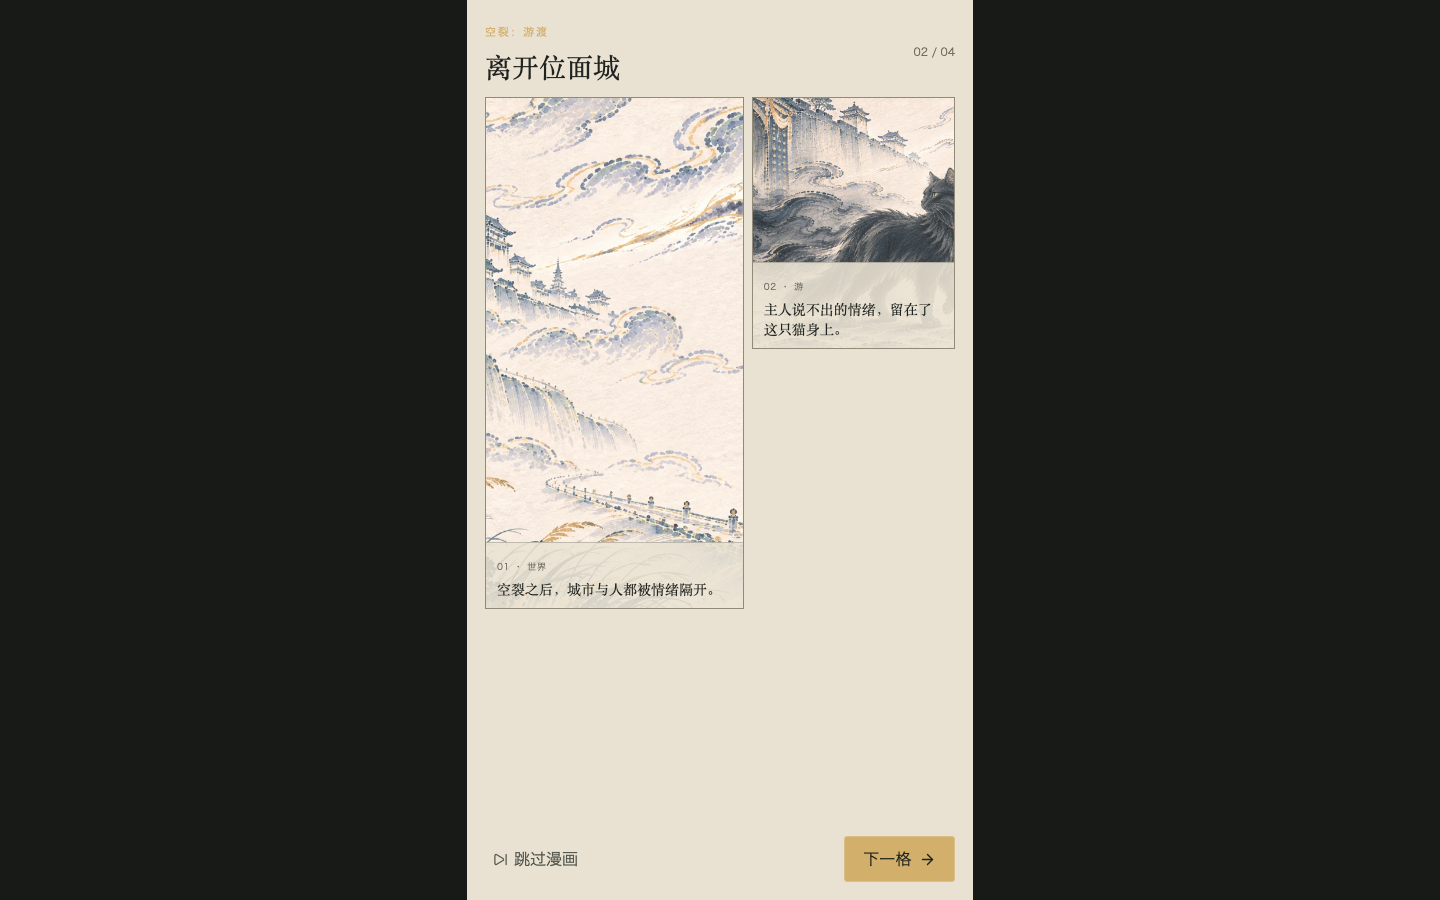 空裂：游渡
离开位面城
02 / 04
01 · 世界
空裂之后，城市与人都被情绪隔开。
02 · 游
主人说不出的情绪，留在了
这只猫身上。
跳过漫画
下一格